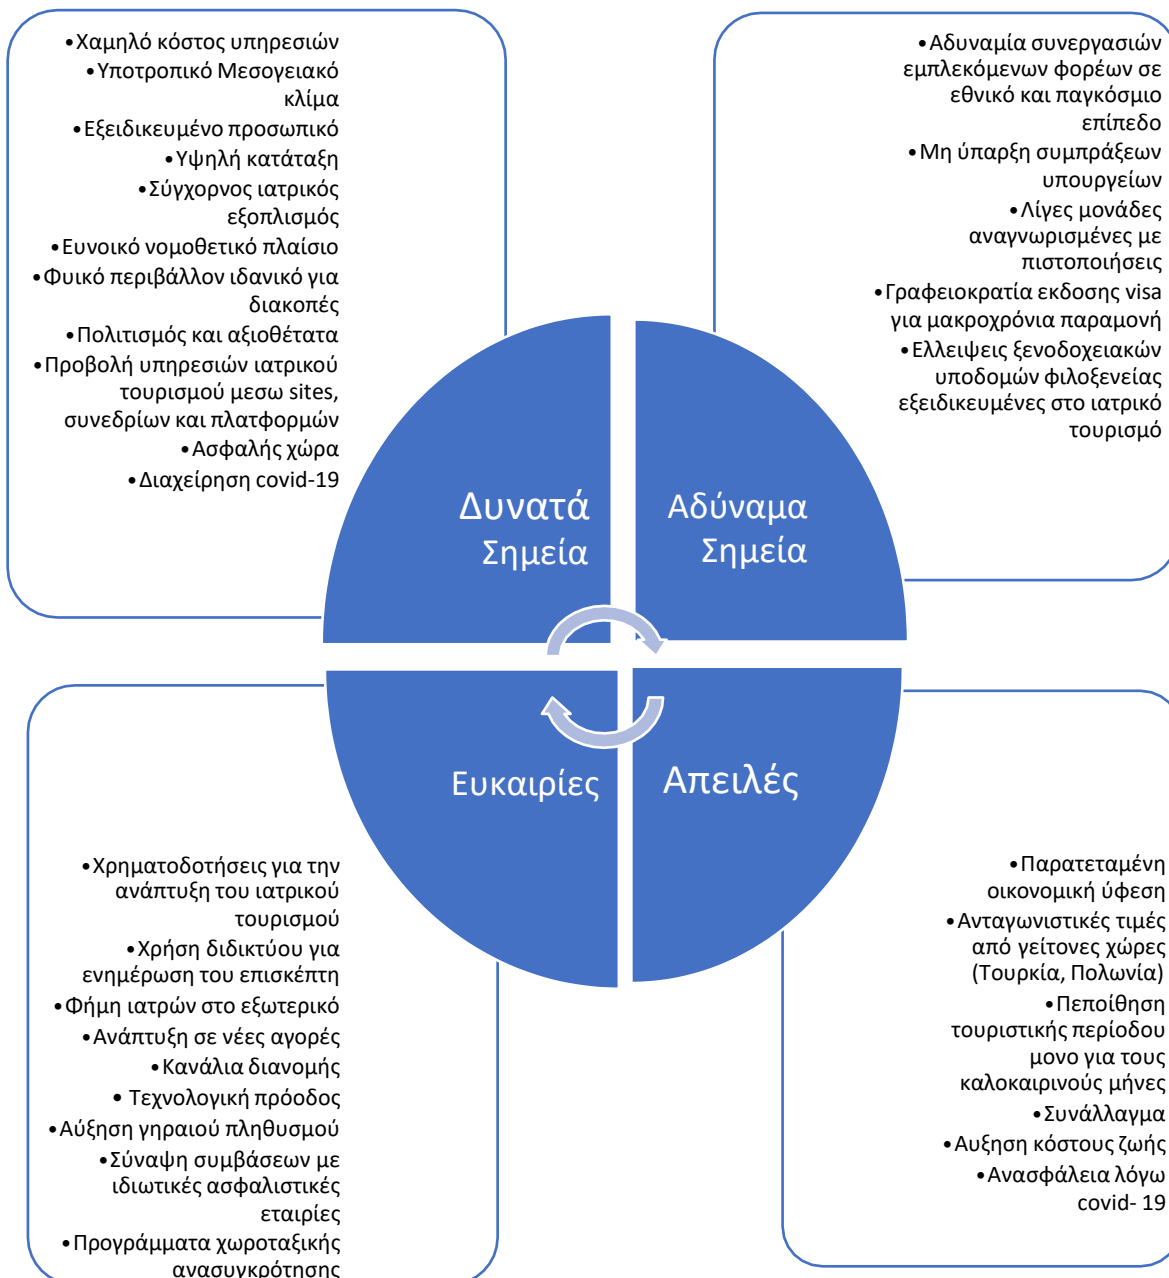 •Χαμηλό κόστος υπηρεσιών
•Υποτροπικό Μεσογειακό
κλίμα
•Εξειδικευμένο προσωπικό
•Υψηλή κατάταξη
•Σύγχορνος ιατρικός
εξοπλισμός
•Ευνοικό νομοθετικό πλαίσιο
•Φυικό περιβάλλον ιδανικό για
διακοπές
•Πολιτισμός και αξιοθέτατα
•Προβολή υπηρεσιών ιατρικού
τουρισμού μεσω sites,
συνεδρίων και πλατφορμών
•Ασφαλής χώρα
•Διαχείρηση covid-19
Δυνατά
Σημεία
•Αδυναμία συνεργασιών
εμπλεκόμενων φορέων σε
εθνικό και παγκόσμιο
επίπεδο
•Μη ύπαρξη συμπράξεων
υπουργείων
•Λίγες μονάδες
αναγνωρισμένες με
πιστοποιήσεις
•Γραφειοκρατία εκδοσης visa
για μακροχρόνια παραμονή
•Ελλειψεις ξενοδοχειακών
υποδομών φιλοξενείας
εξειδικευμένες στο ιατρικό
τουρισμό
Αδύναμα
Σημεία
Ευκαιρίες
•Χρηματοδοτήσεις για την
ανάπτυξη του ιατρικού
τουρισμού
•Χρήση διδικτύου για
ενημέρωση του επισκέπτη
•Φήμη ιατρών στο εξωτερικό
•Ανάπτυξη σε νέες αγορές
•Κανάλια διανομής
• Τεχνολογική πρόοδος
•Αύξηση γηραιού πληθυσμού
•Σύναψη συμβάσεων με
ιδιωτικές ασφαλιστικές
εταιρίες
•Προγράμματα χωροταξικής
ανασυγκρότησης
Απειλές
•Παρατεταμένη
οικονομική ύφεση
•Ανταγωνιστικές τιμές
από γείτονες χώρες
(Τουρκία, Πολωνία)
•Πεποίθηση
τουριστικής περίοδου
μονο για τους
καλοκαιρινούς μήνες
•Συνάλλαγμα
•Αυξηση κόστους ζωής
•Ανασφάλεια λόγω
covid- 19